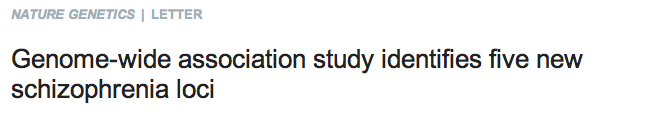 NATURE GENETICS | LETTER
Genome-wide association study identifies five new
schizophrenia loci